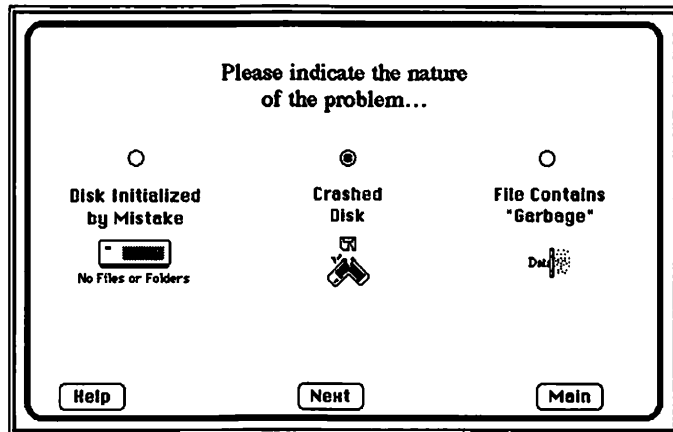 Please indicate the nature
of the problem...
Disk Initialized
by Mistake
Crashed
Disk
File Contains
"Garbage"
No Files or Folders
Data
Help
Next
Main